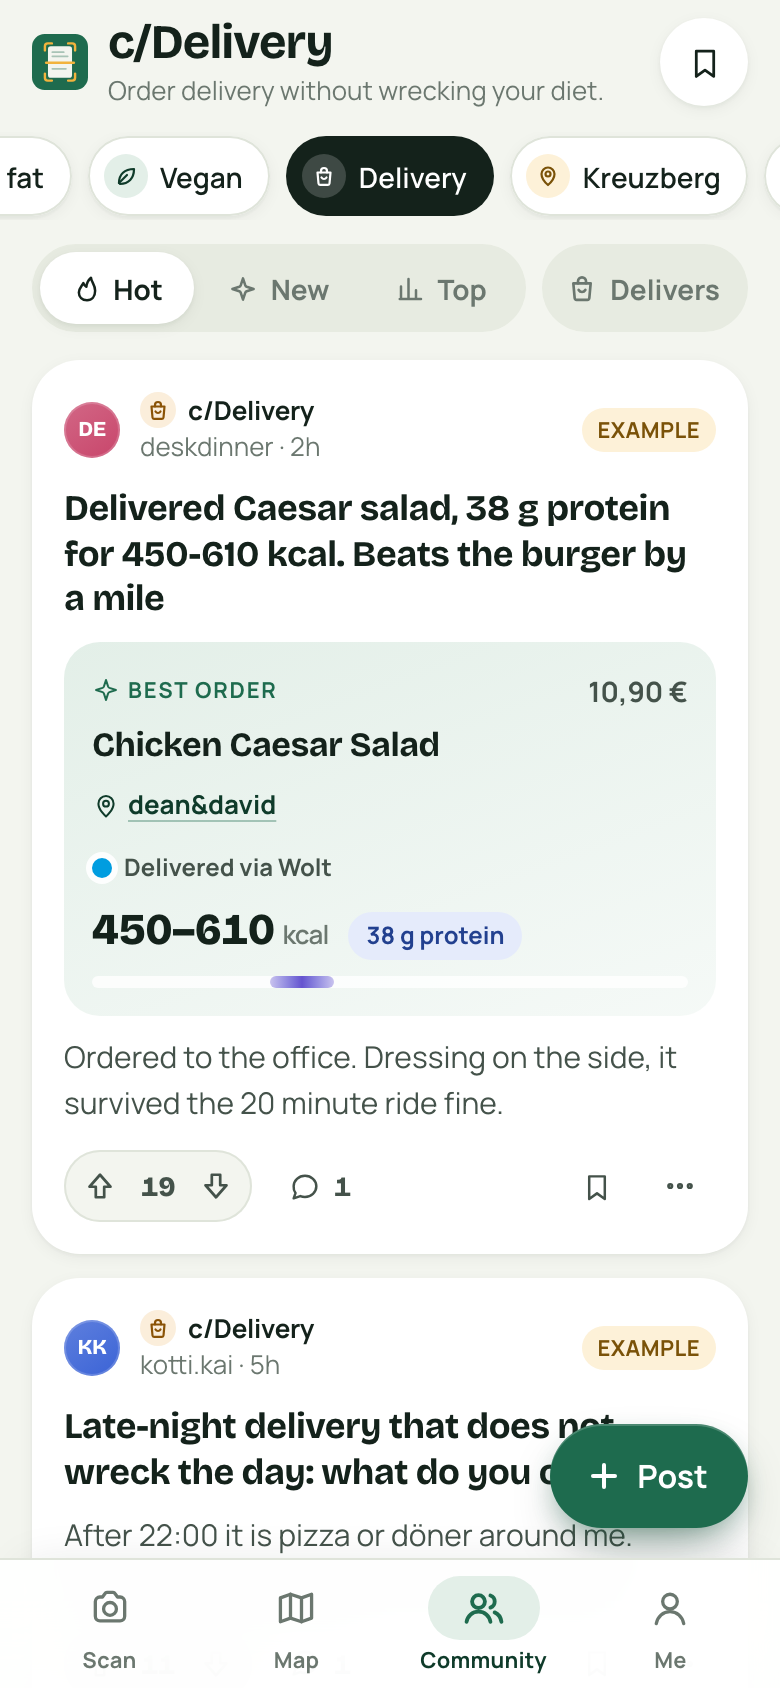 c/Delivery
Order delivery without wrecking your diet.
fat
Vegan
Delivery
Kreuzberg
Hot
New
Top
Delivers
DE
c/Delivery
deskdinner · 2h
EXAMPLE
Delivered Caesar salad, 38 g protein
for 450-610 kcal. Beats the burger by
a mile
BEST ORDER
10,90 €
Chicken Caesar Salad
dean&david
Delivered via Wolt
450–610 kcal
38 g protein
Ordered to the office. Dressing on the side, it
survived the 20 minute ride fine.
19
1
KK
c/Delivery
kotti.kai · 5h
EXAMPLE
Late-night delivery that does not
wreck the day: what do you
+ Post
After 22:00 it is pizza or döner around me.
Scan
Map
Community
Me